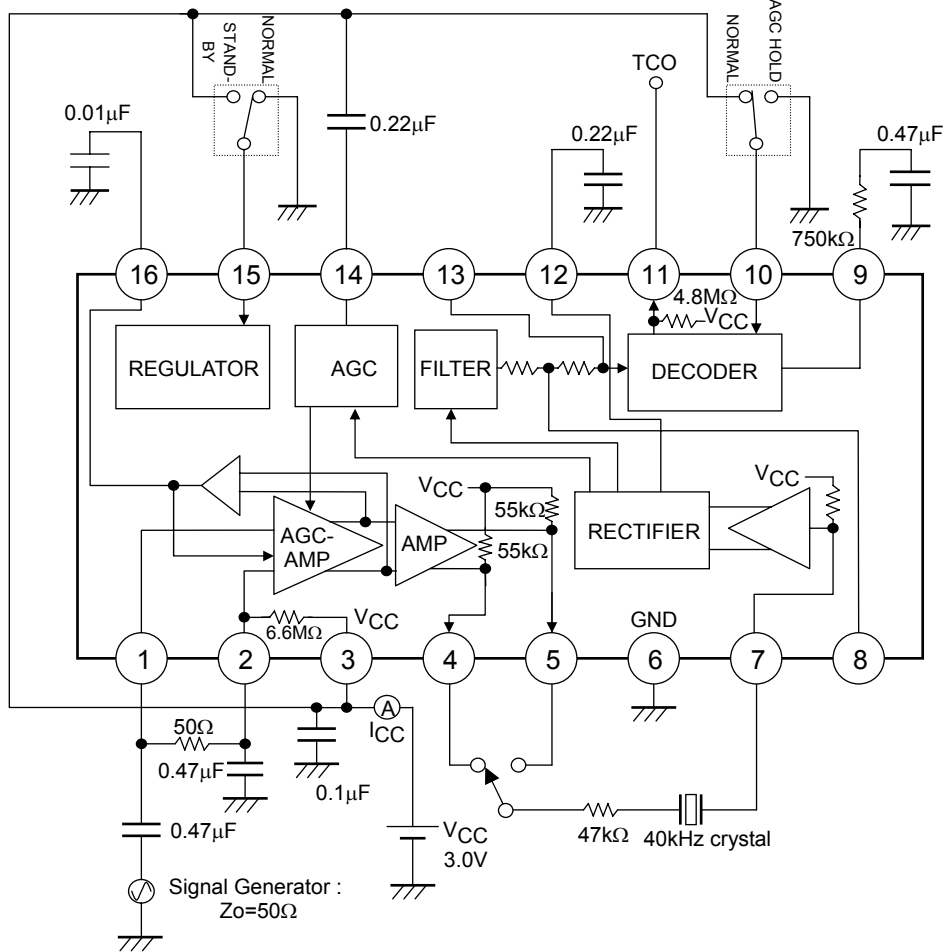 STAND-
BY
NORMAL
AGC HOLD
NORMAL
TCO
0.01μF
0.22μF
0.22μF
0.47μF
750kΩ
16
15
14
13
12
11
10
9
4.8MΩ
VCC
REGULATOR
AGC
FILTER
DECODER
VCC
VCC
55kΩ
55kΩ
RECTIFIER
AGC-
AMP
AMP
6.6MΩ
VCC
GND
1
2
3
4
5
6
7
8
50Ω
A
ICC
0.47μF
0.1μF
0.47μF
VCC
3.0V
47kΩ
40kHz crystal
Signal Generator :
Zo=50Ω